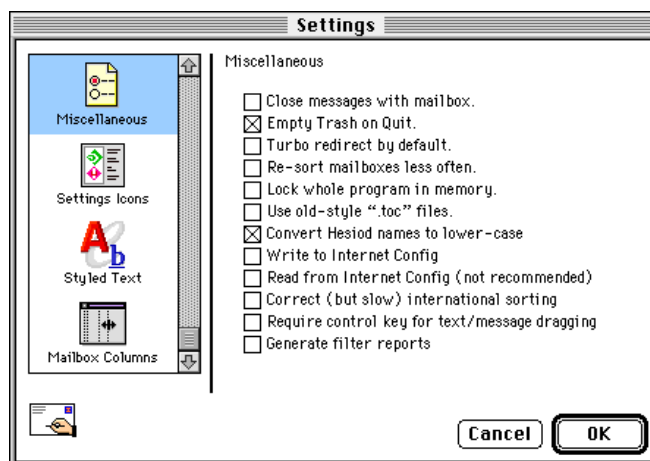 Settings
Miscellaneous
Settings Icons
Styled Text
Mailbox Columns
Miscellaneous
Close messages with mailbox.
Empty Trash on Quit.
Turbo redirect by default.
Re-sort mailboxes less often.
Lock whole program in memory.
Use old-style “.toc” files.
Convert Hesiod names to lower-case
Write to Internet Config
Read from Internet Config (not recommended)
Correct (but slow) international sorting
Require control key for text/message dragging
Generate filter reports
Cancel
OK